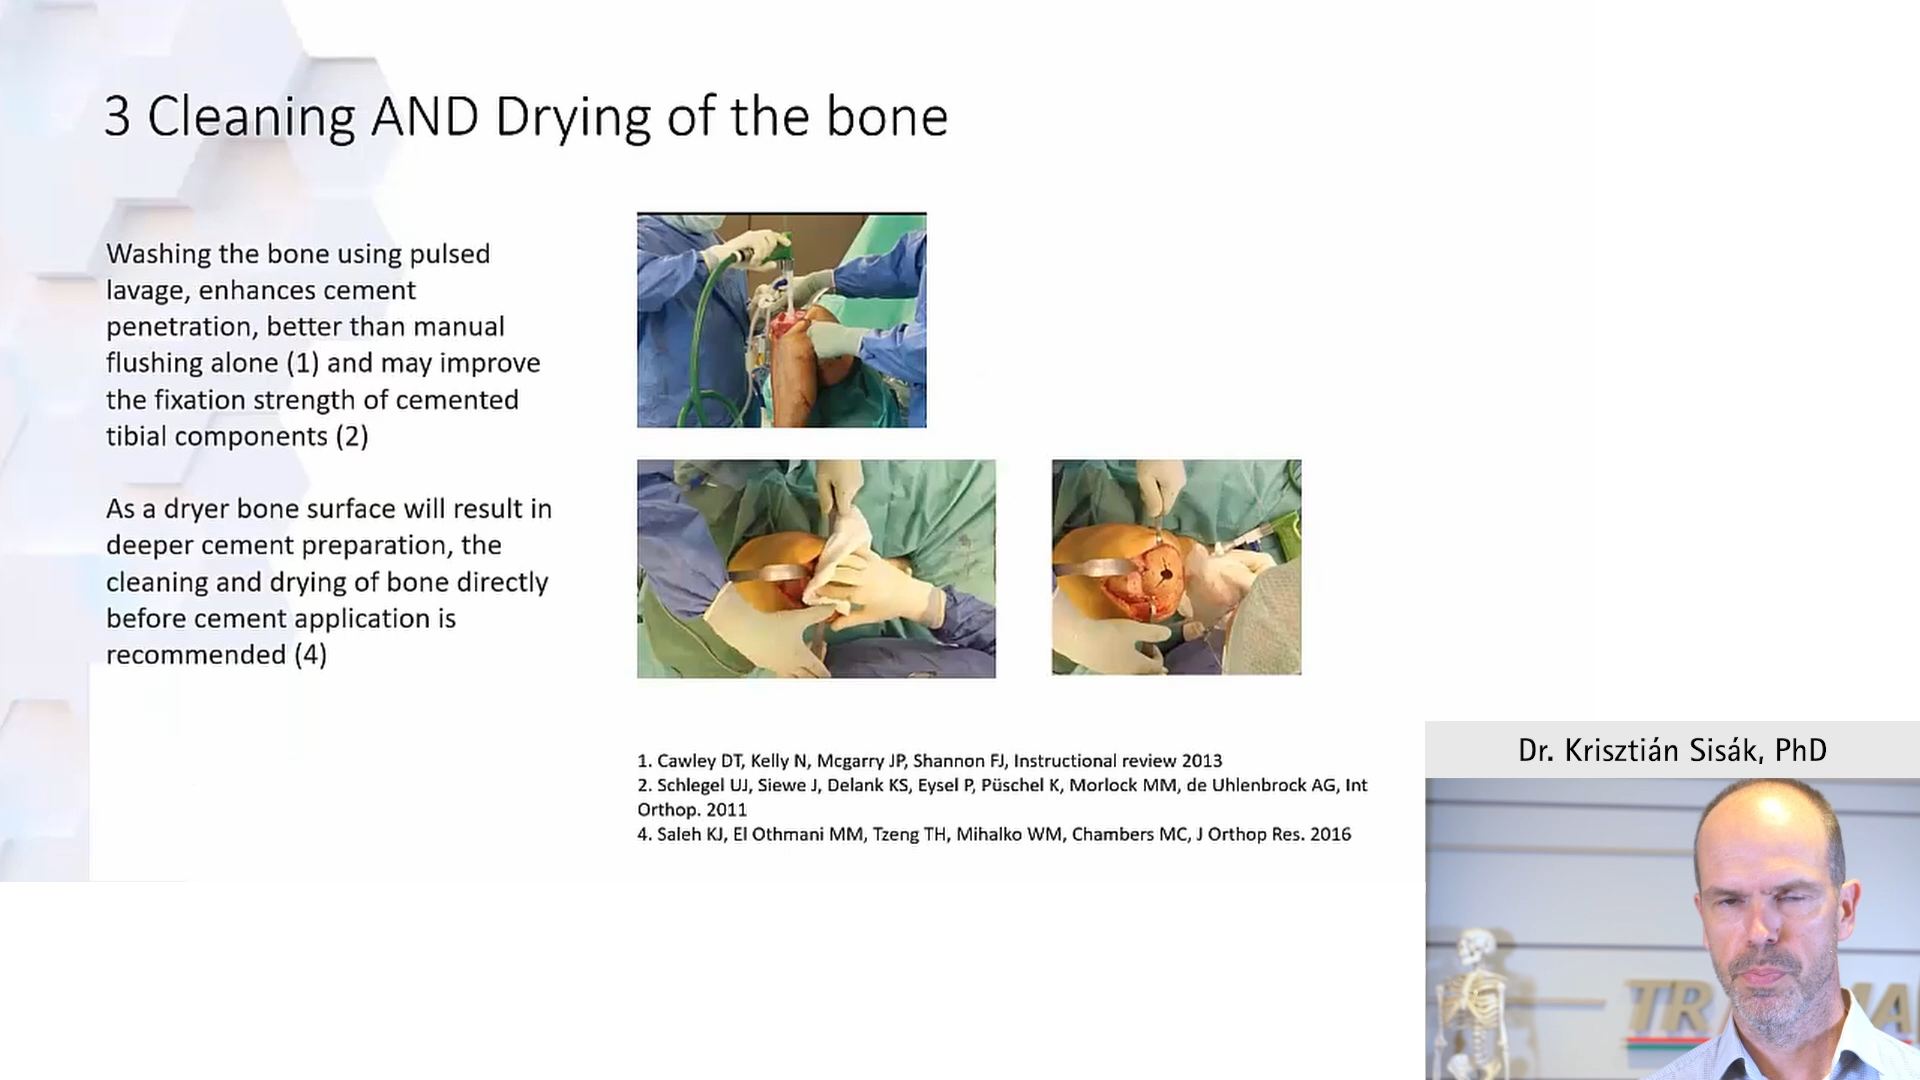 3 Cleaning AND Drying of the bone
Washing the bone using pulsed
lavage, enhances cement
penetration, better than manual
flushing alone (1) and may improve
the fixation strength of cemented
tibial components (2)
As a dryer bone surface will result in
deeper cement preparation, the
cleaning and drying of bone directly
before cement application is
recommended (4)
1. Cawley DT, Kelly N, Mcgarry JP, Shannon FJ, Instructional review 2013
2. Schlegel UJ, Siewe J, Delank KS, Eysel P, Püschel K, Morlock MM, de Uhlenbrock AG, Int
Orthop. 2011
4. Saleh KJ, El Othmani MM, Tzeng TH, Mihalko WM, Chambers MC, J Orthop Res. 2016
Dr. Krisztián Sisák, PhD